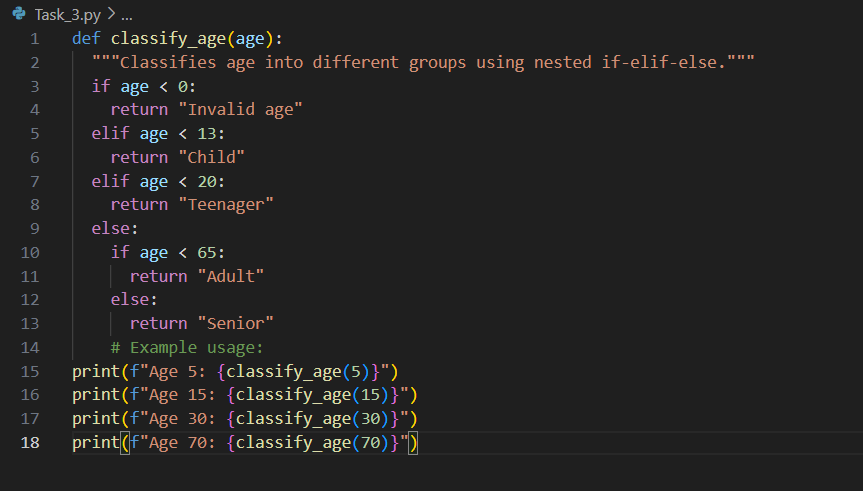 Task_3.py > ...
1 def classify_age(age):
2   """Classifies age into different groups using nested if-elif-else."""
3   if age < 0:
4     return "Invalid age"
5   elif age < 13:
6     return "Child"
7   elif age < 20:
8     return "Teenager"
9   else:
10     if age < 65:
11       return "Adult"
12     else:
13       return "Senior"
14     # Example usage:
15 print(f"Age 5: {classify_age(5)}")
16 print(f"Age 15: {classify_age(15)}")
17 print(f"Age 30: {classify_age(30)}")
18 print(f"Age 70: {classify_age(70)}")